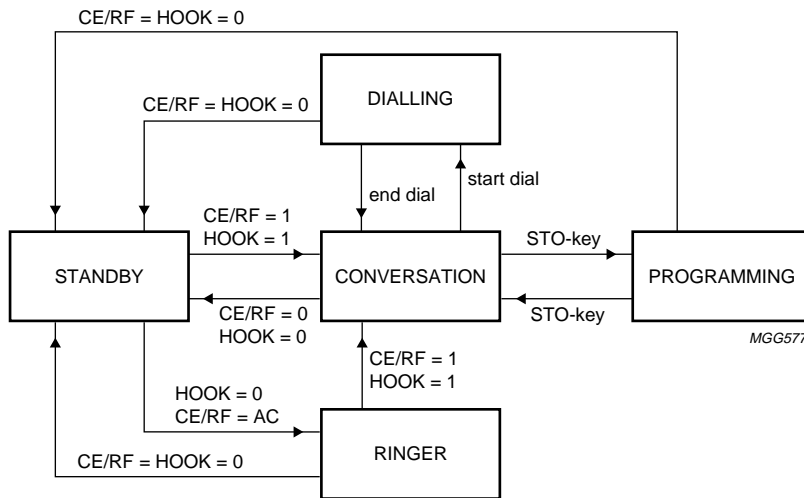 CE/RF = HOOK = 0
DIALLING
CE/RF = HOOK = 0
end dial
start dial
CE/RF = 1
HOOK = 1
STO-key
STANDBY
CONVERSATION
PROGRAMMING
CE/RF = 0
HOOK = 0
STO-key
MGG577
CE/RF = 1
HOOK = 1
HOOK = 0
CE/RF = AC
RINGER
CE/RF = HOOK = 0